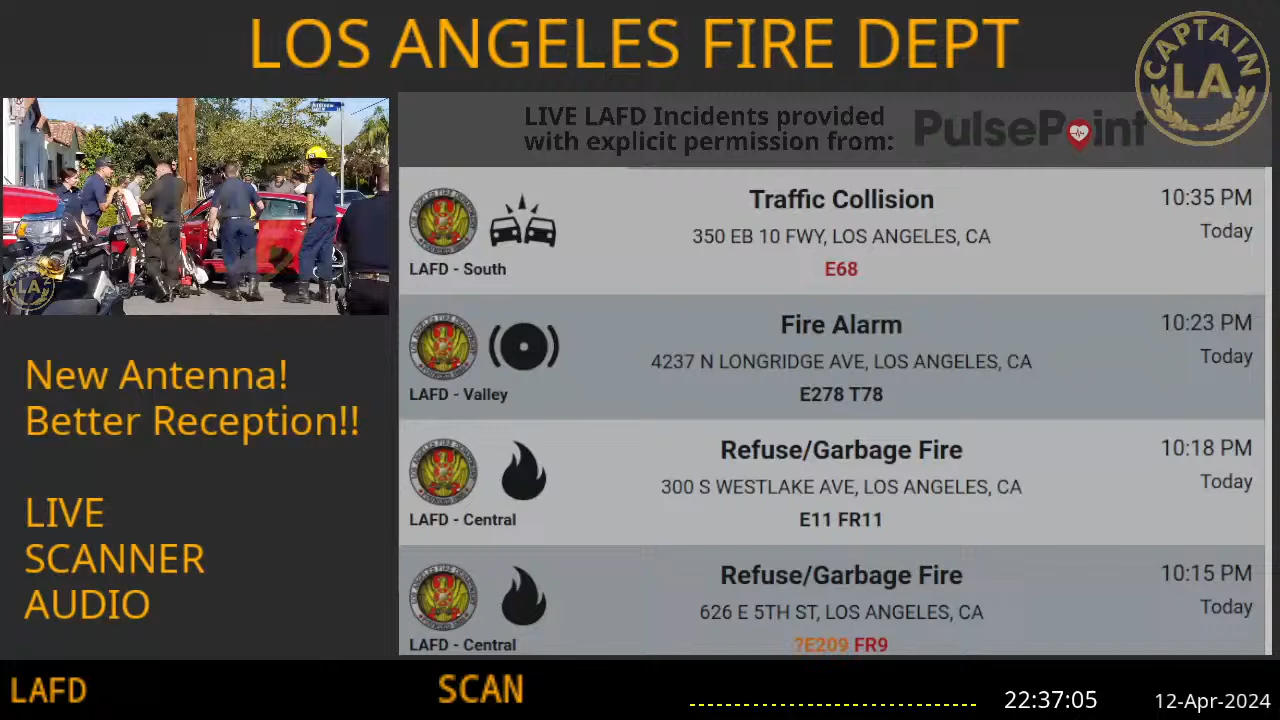 LOS ANGELES FIRE DEPT
CAPTAIN
LA
LIVE LAFD Incidents provided
with explicit permission from:
PulsePoint
Traffic Collision
10:35 PM
350 EB 10 FWY, LOS ANGELES, CA
Today
LAFD - South
E68
Fire Alarm
10:23 PM
4237 N LONGRIDGE AVE, LOS ANGELES, CA
Today
LAFD - Valley
E278 T78
Refuse/Garbage Fire
10:18 PM
300 S WESTLAKE AVE, LOS ANGELES, CA
Today
LAFD - Central
E11 FR11
Refuse/Garbage Fire
10:15 PM
626 E 5TH ST, LOS ANGELES, CA
Today
LAFD - Central
?E209 FR9
LA
New Antenna!
Better Reception!!
LIVE
SCANNER
AUDIO
LAFD
SCAN
22:37:05
12-Apr-2024